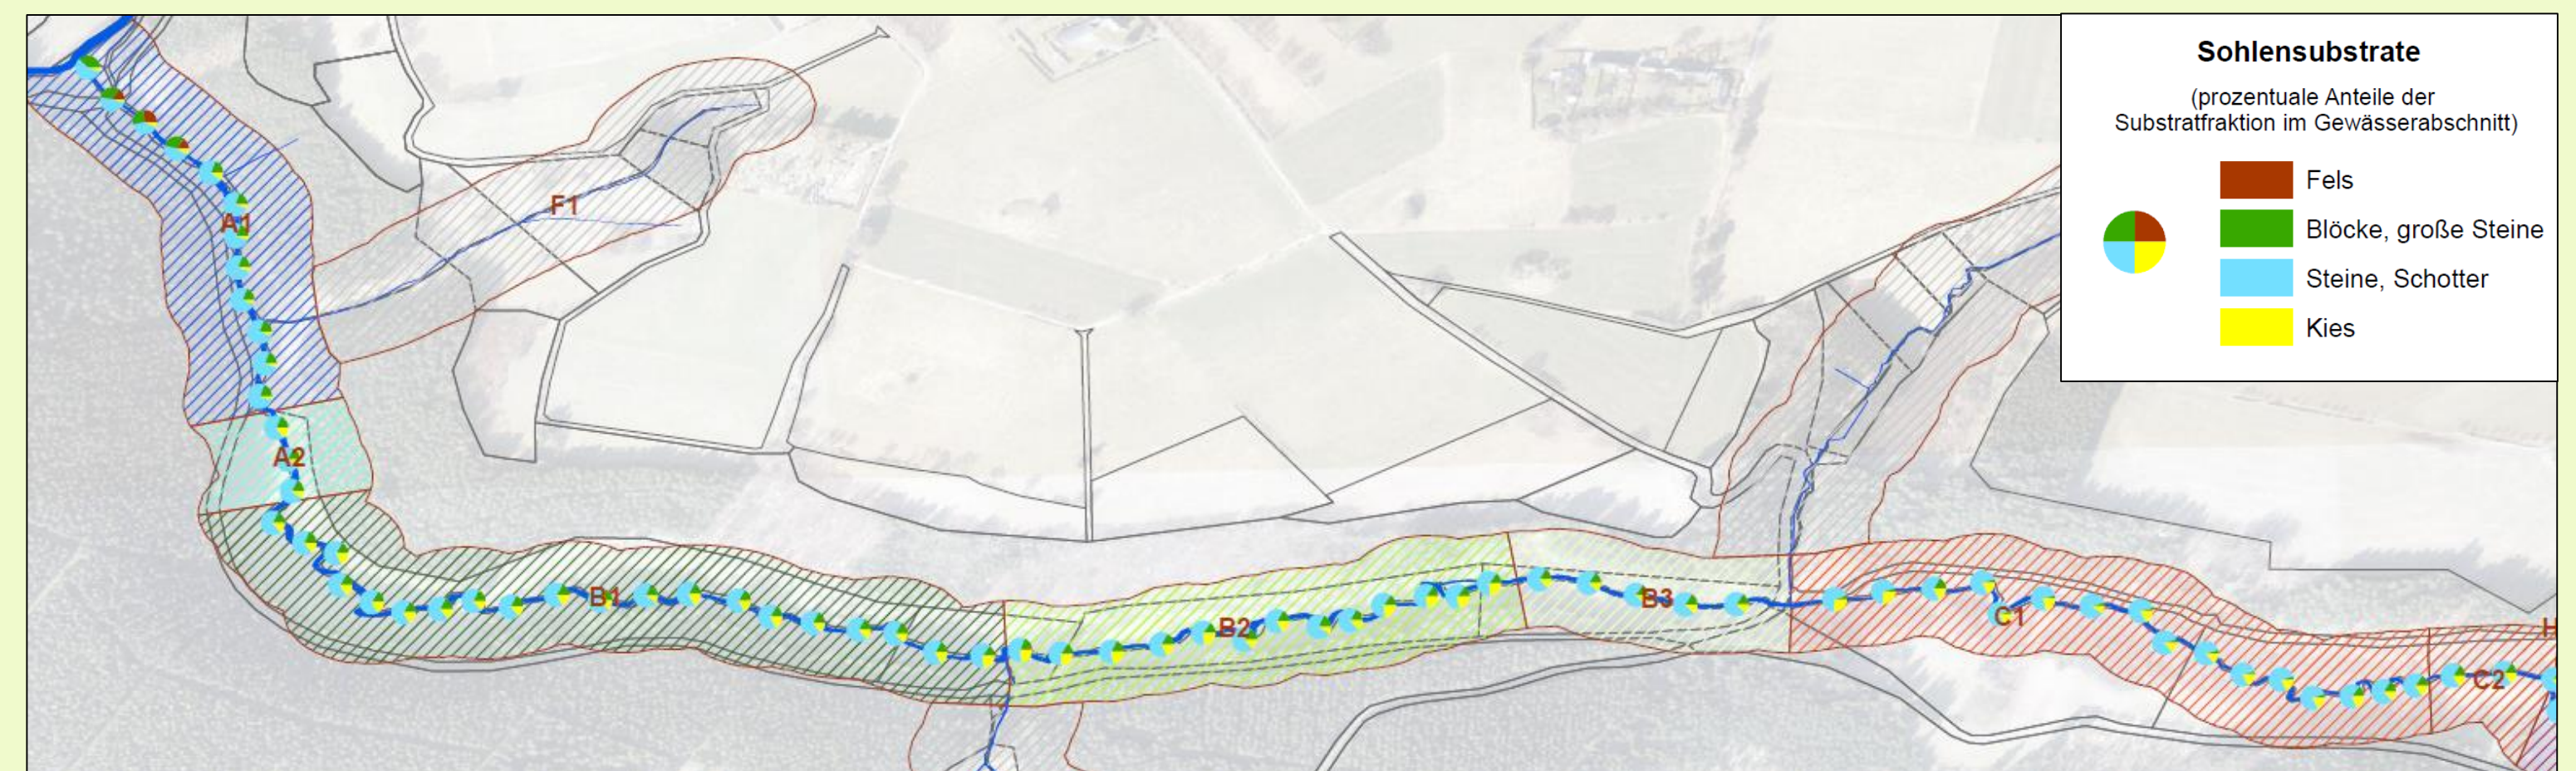 Sohlensubstrate
(prozentuale Anteile der
Substratfraktion im Gewässerabschnitt)
Fels
Blöcke, große Steine
Steine, Schotter
Kies
F1
A1
A2
B1
B2
B3
C1
C2
H